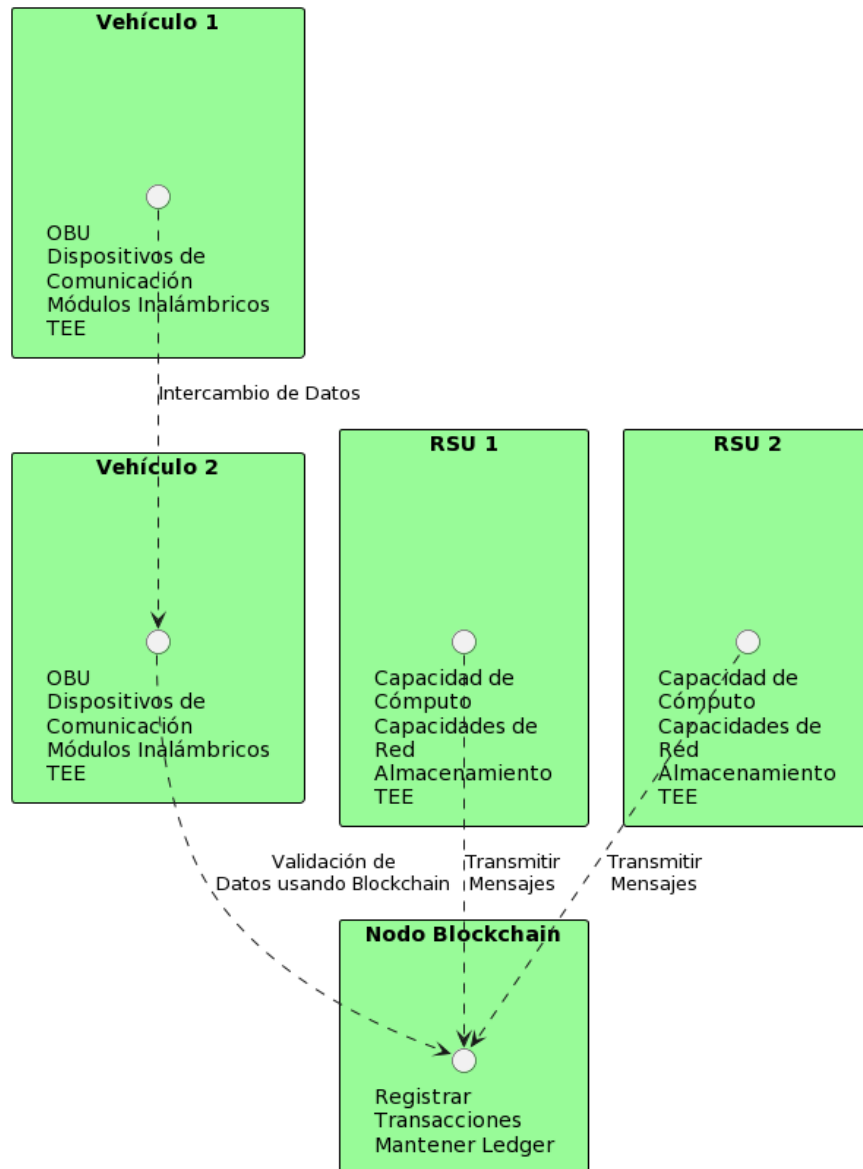 Vehículo 1
OBU
Dispositivos de
Comunicación
Módulos Inalámbricos
TEE
Intercambio de Datos
Vehículo 2
OBU
Dispositivos de
Comunicación
Módulos Inalámbricos
TEE
RSU 1
Capacidad de
Cómputo
Capacidades de
Red
Almacenamiento
TEE
RSU 2
Capacidad de
Cómputo
Capacidades de
Red
Almacenamiento
TEE
Validación de
Datos usando Blockchain
Transmitir
Mensajes
Transmitir
Mensajes
Nodo Blockchain
Registrar
Transacciones
Mantener Ledger